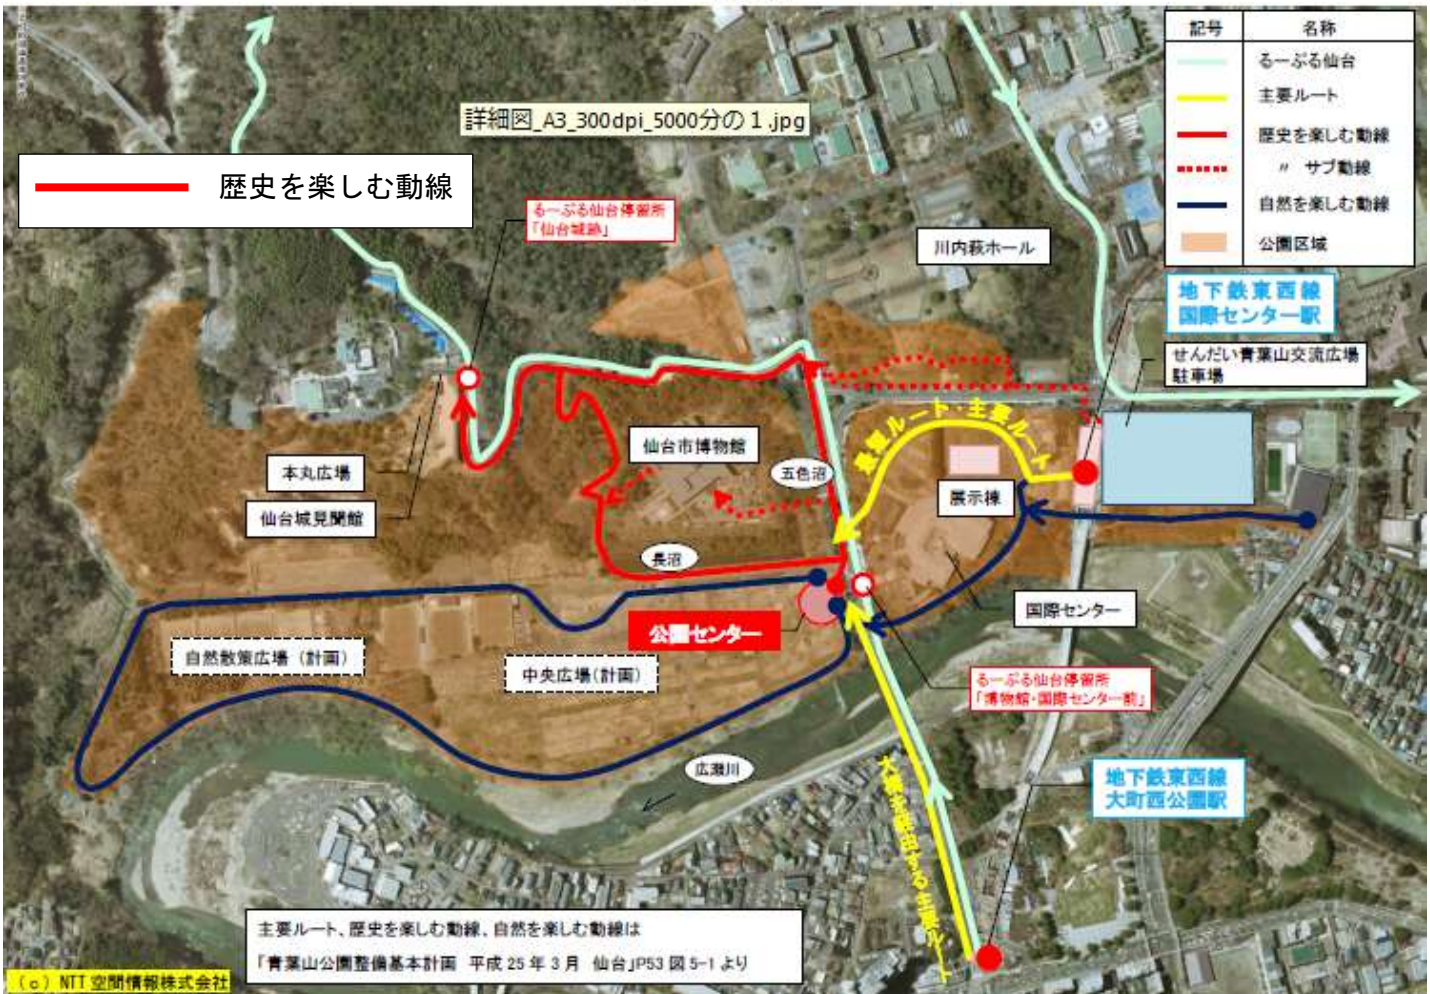 詳細図_A3_300dpi_5000分の1.jpg
歴史を楽しむ動線
記号 名称
るーぷる仙台
主要ルート
歴史を楽しむ動線
〃 サブ動線
自然を楽しむ動線
公園区域
るーぷる仙台停留所
「仙台城跡」
川内萩ホール
地下鉄東西線
国際センター駅
せんだい青葉山交流広場
駐車場
最短ルート・主要ルート
仙台市博物館
五色沼
展示棟
本丸広場
仙台城見聞館
長沼
国際センター
公園センター
自然散策広場（計画）
中央広場(計画)
るーぷる仙台停留所
「博物館・国際センター前」
広瀬川
大橋を経由する主要ルート
地下鉄東西線
大町西公園駅
主要ルート、歴史を楽しむ動線、自然を楽しむ動線は
「青葉山公園整備基本計画 平成25年3月 仙台」P53 図5-1より
（c）NTT空間情報株式会社